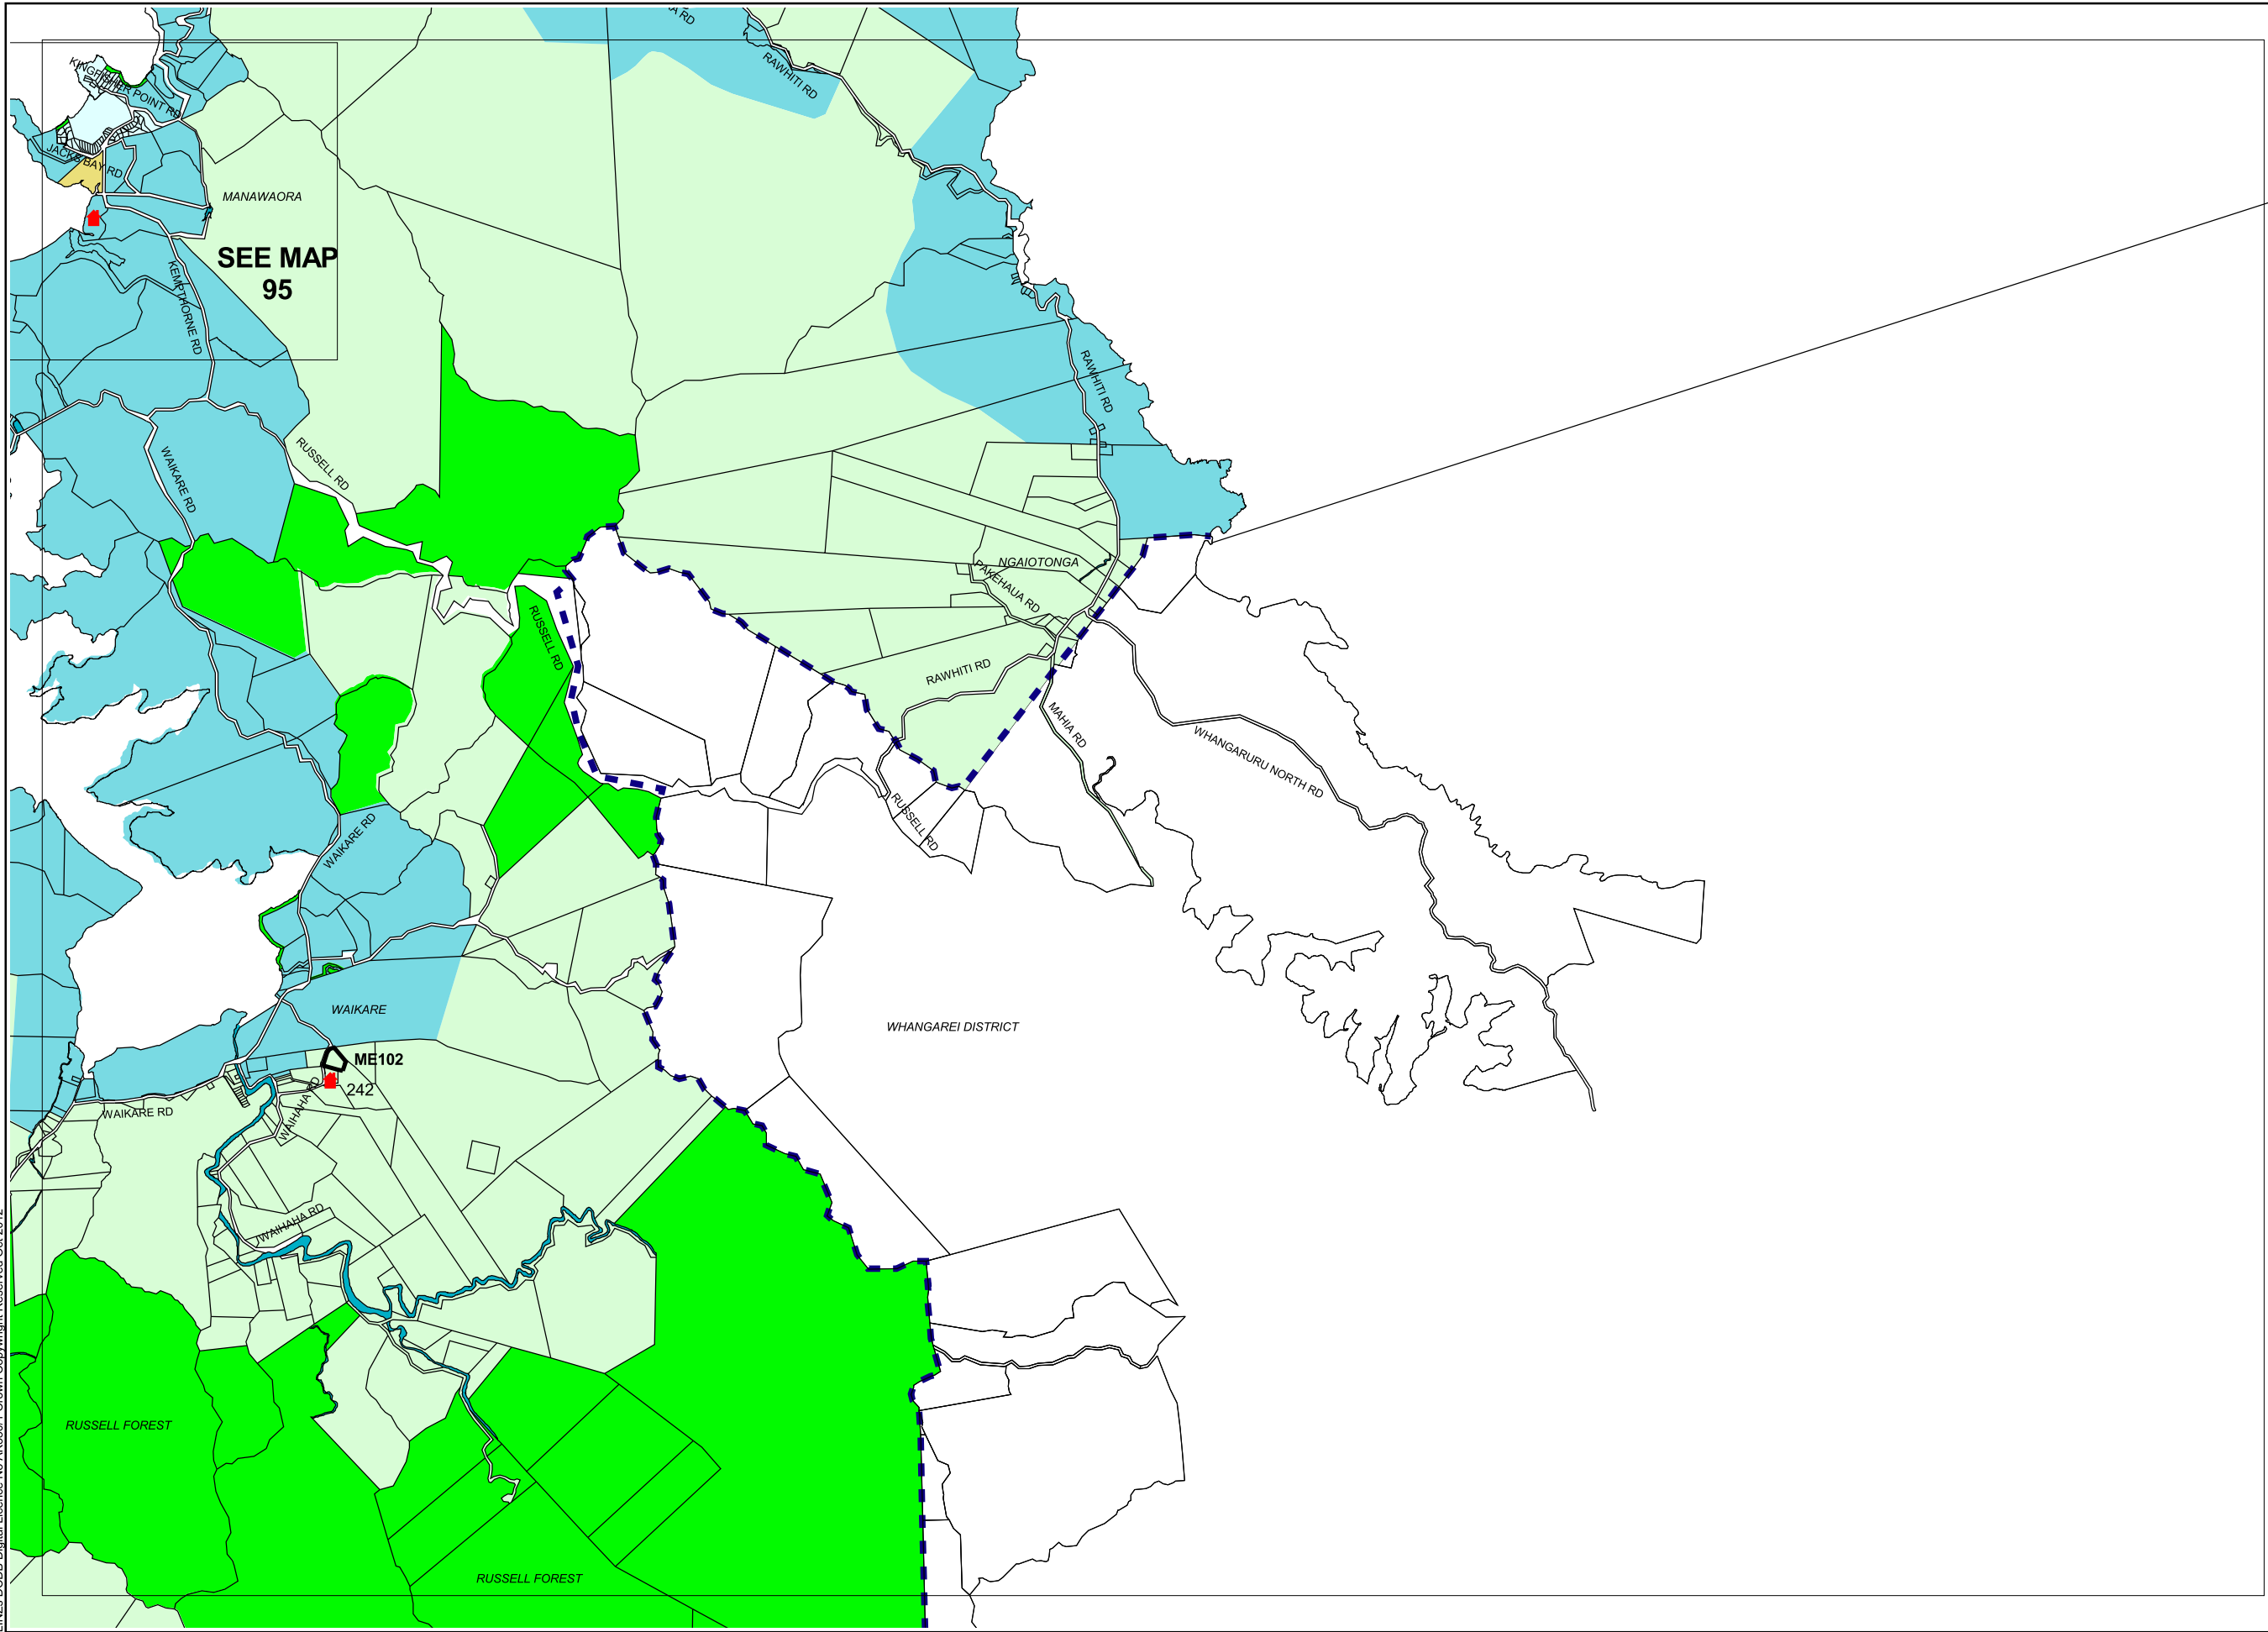 A RD
RAWHITI RD
KINGFISHER POINT RD
JACKS BAY RD
MANAWAORA
SEE MAP
95
KEMPTHORNE RD
RAWHITI RD
RUSSELL RD
WAIKARE RD
NGAIOTONGA
PAKEHAUA RD
RUSSELL RD
RAWHITI RD
MAHIA RD
WHANGARURU NORTH RD
RUSSELL RD
WAIKARE RD
WAIKARE
WHANGAREI DISTRICT
ME102
242
WAIKARE RD
WAIHAHA RD
WAIHAHA RD
RUSSELL FOREST
RUSSELL FOREST